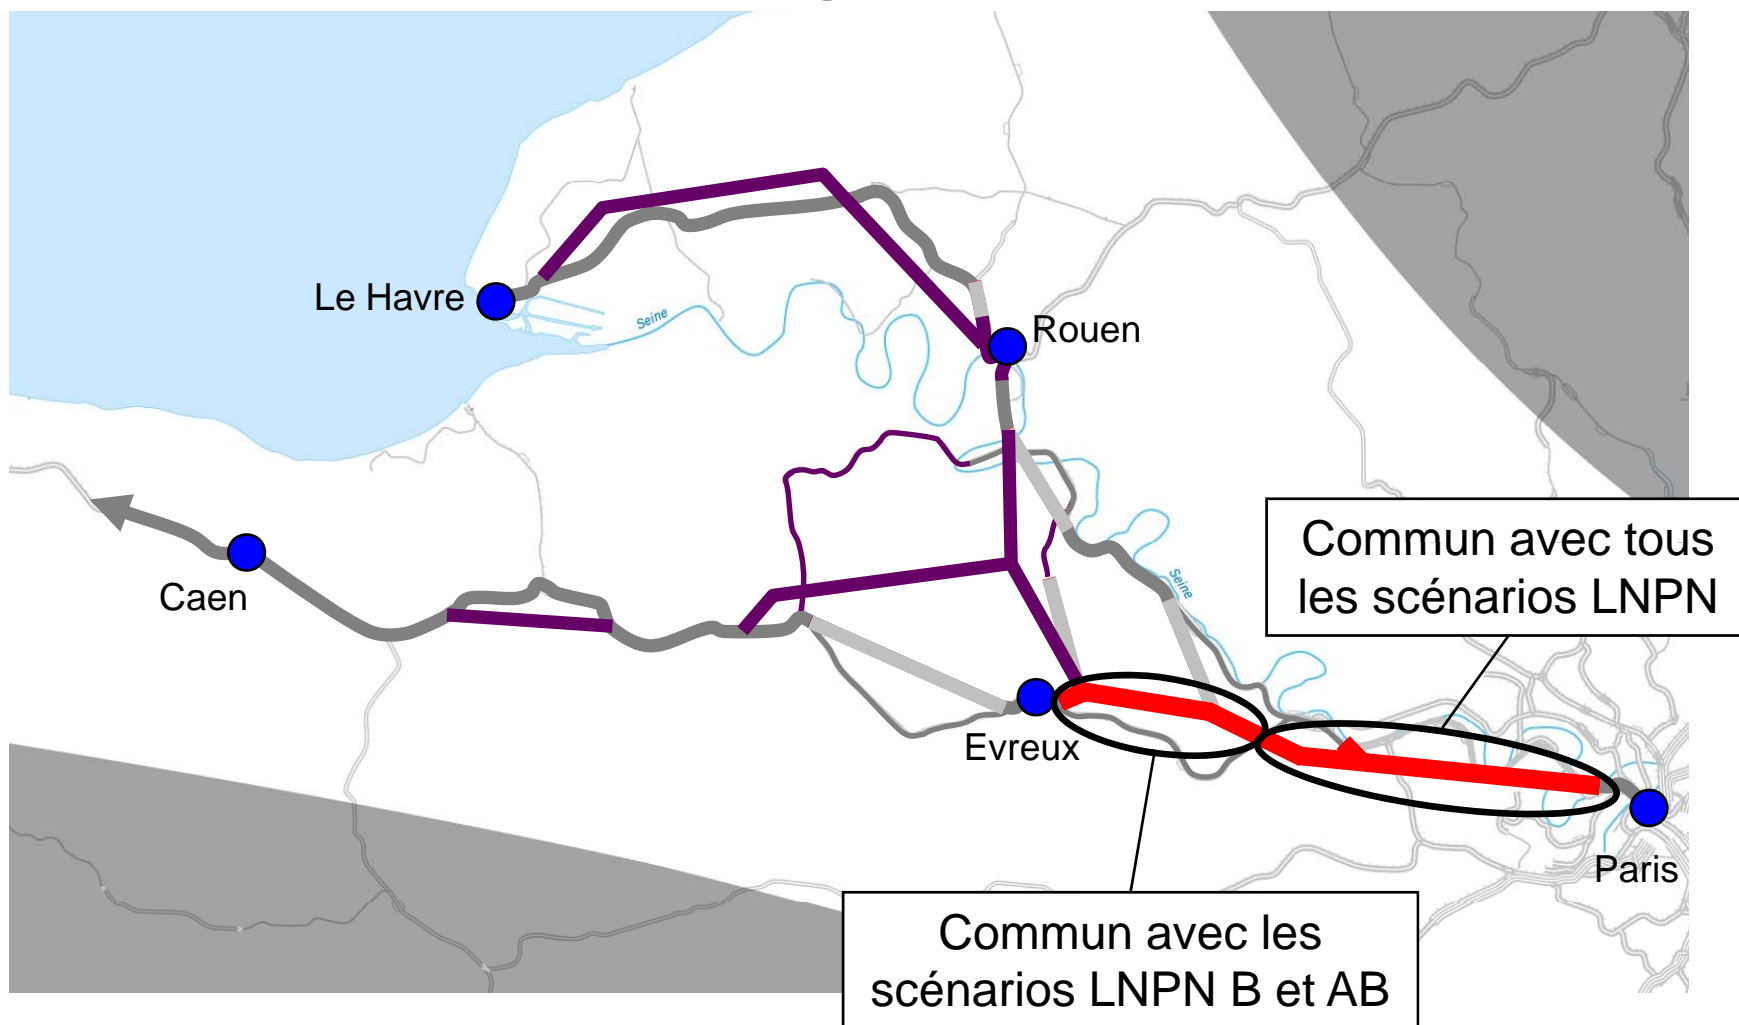 Le Havre
Seine
Rouen
Commun avec tous
les scénarios LNPN
Seine
Caen
Evreux
Paris
Commun avec les
scénarios LNPN B et AB